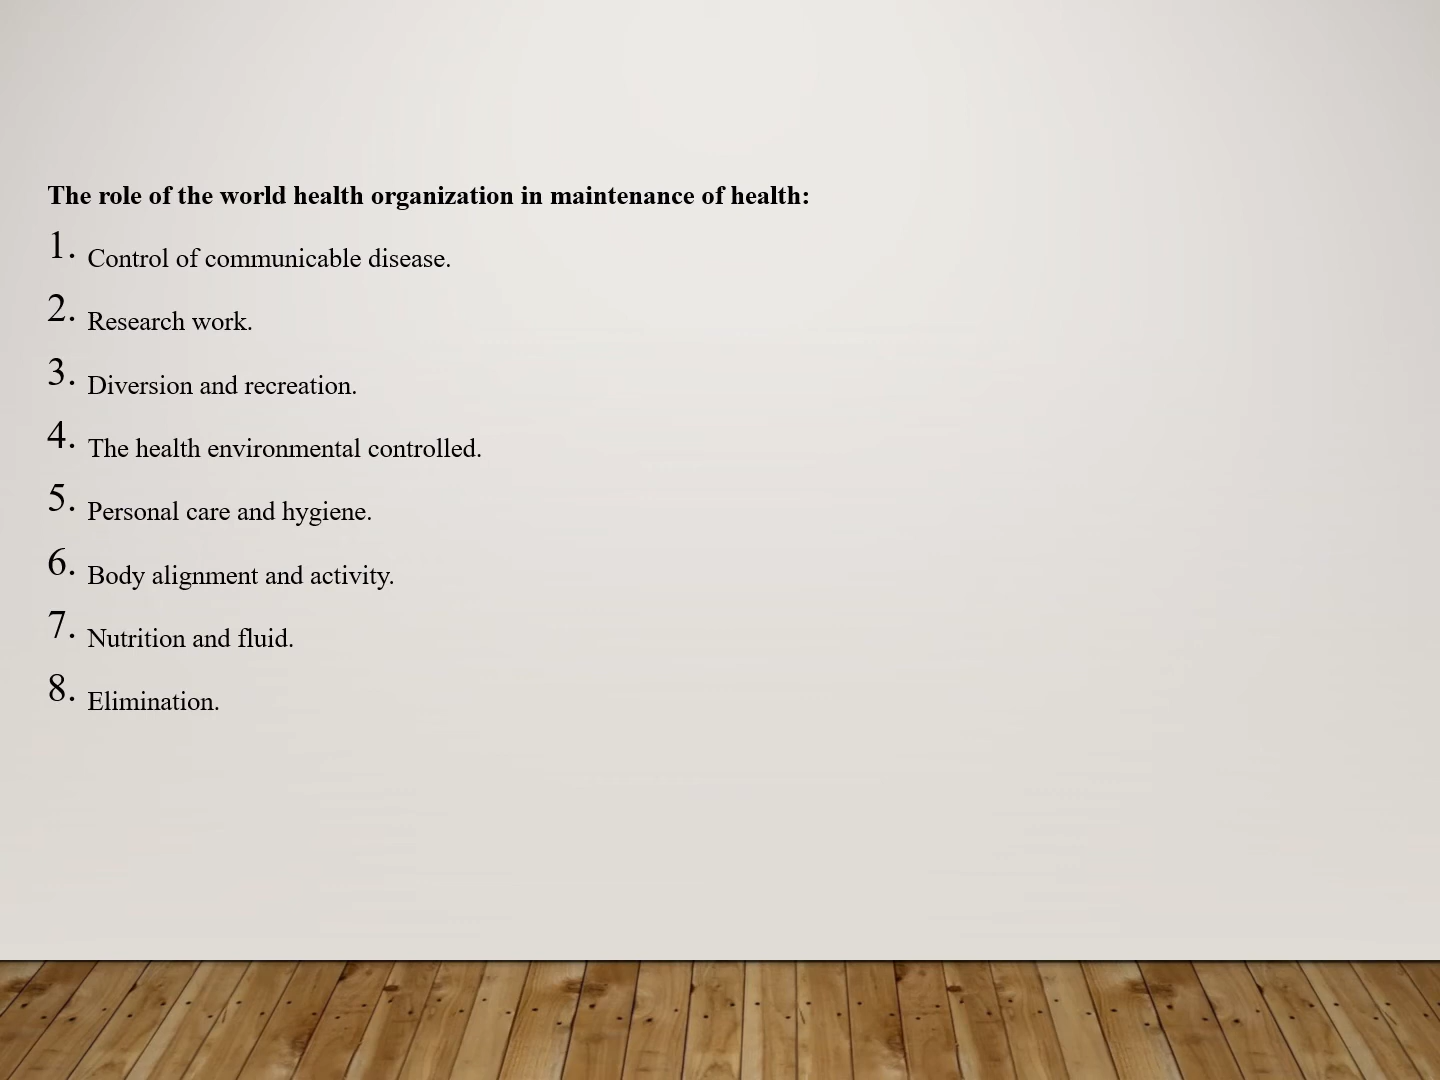 The role of the world health organization in maintenance of health:
1. Control of communicable disease.
2. Research work.
3. Diversion and recreation.
4. The health environmental controlled.
5. Personal care and hygiene.
6. Body alignment and activity.
7. Nutrition and fluid.
8. Elimination.